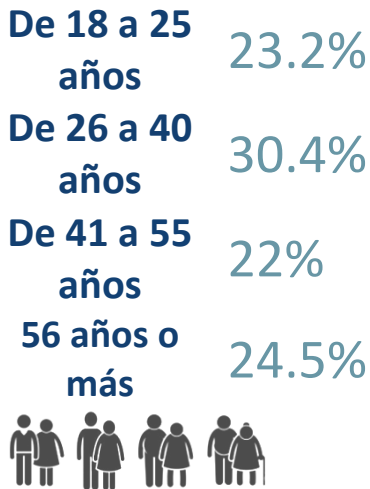 De 18 a 25
años
23.2%
De 26 a 40
años
30.4%
De 41 a 55
años
22%
56 años o
más
24.5%